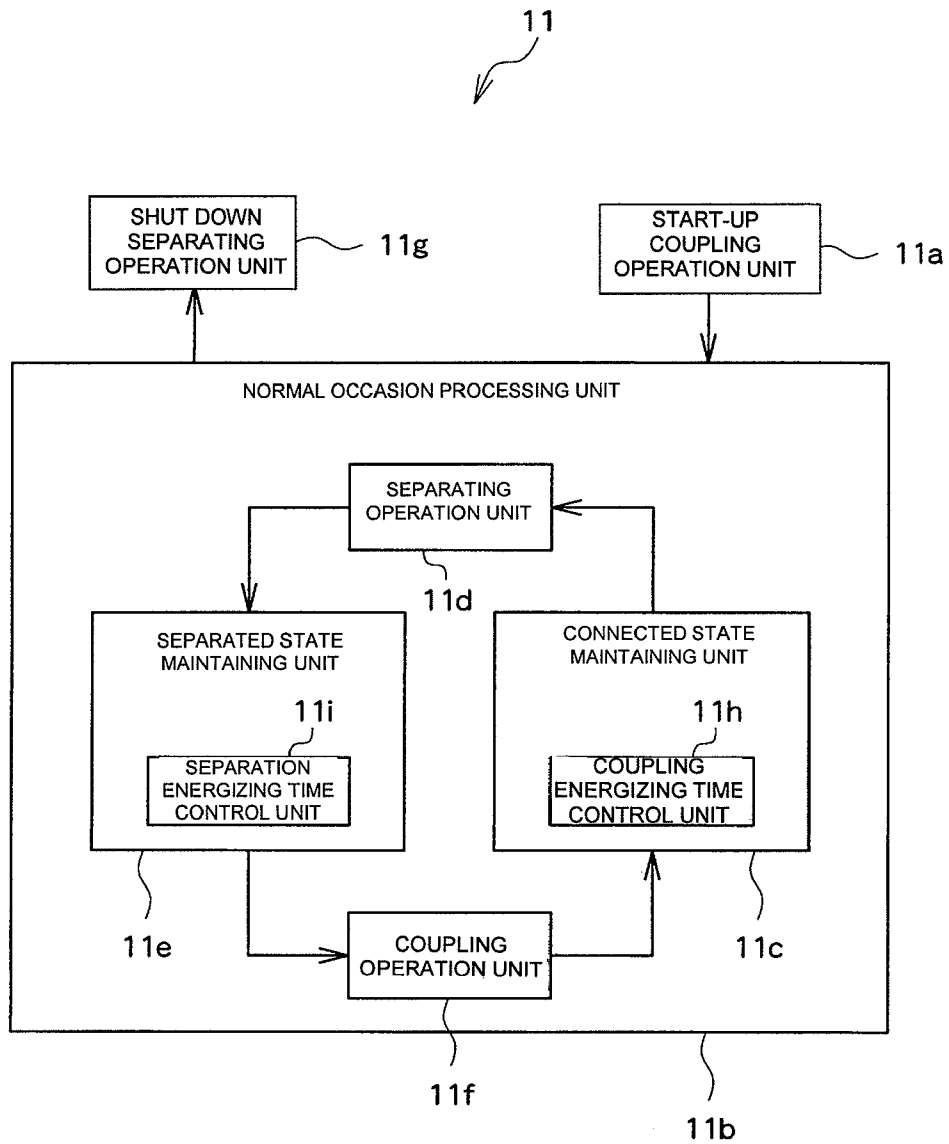 11
SHUT DOWN
SEPARATING
OPERATION UNIT
11g
START-UP
COUPLING
OPERATION UNIT
11a
NORMAL OCCASION PROCESSING UNIT
SEPARATING
OPERATION UNIT
11d
SEPARATED STATE
MAINTAINING UNIT
11i
SEPARATION
ENERGIZING TIME
CONTROL UNIT
11e
CONNECTED STATE
MAINTAINING UNIT
11h
COUPLING
ENERGIZING TIME
CONTROL UNIT
11c
COUPLING
OPERATION UNIT
11f
11b